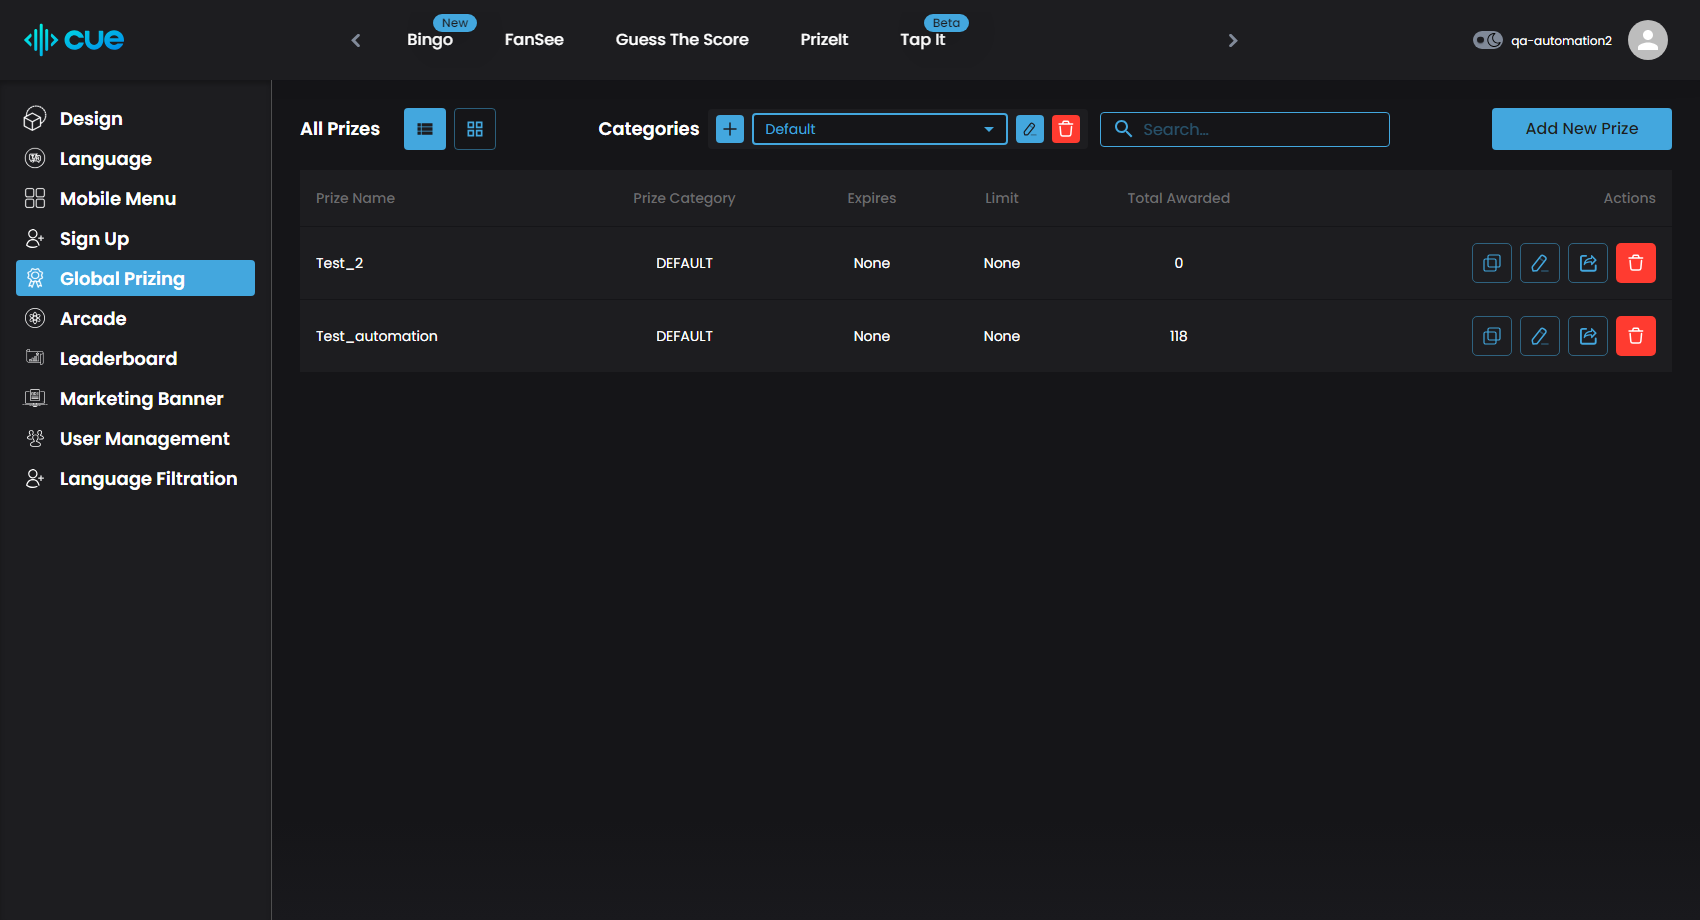 cue
New
Bingo
FanSee
Guess The Score
PrizeIt
Beta
Tap It
qa-automation2
Design
Language
Mobile Menu
Sign Up
Global Prizing
Arcade
Leaderboard
Marketing Banner
User Management
Language Filtration
All Prizes
Categories
Default
Search...
Add New Prize
Prize Name Prize Category Expires Limit Total Awarded Actions
Test_2 DEFAULT None None 0
Test_automation DEFAULT None None 118